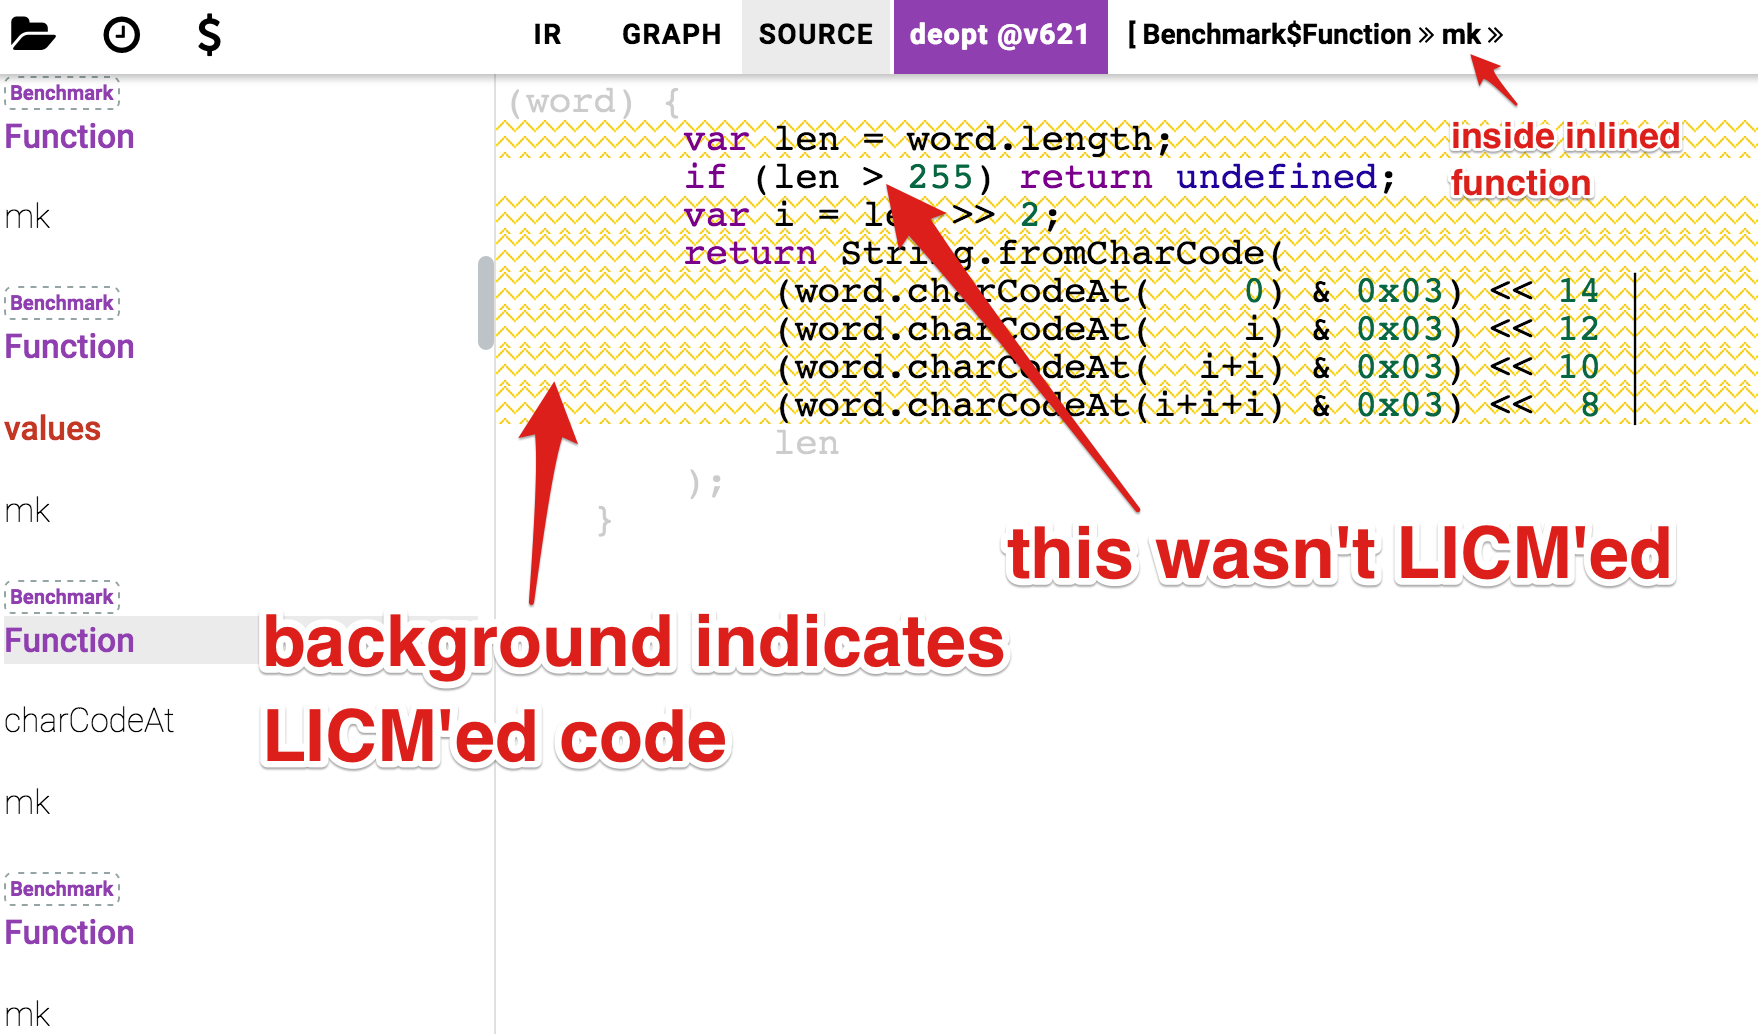 $ IR GRAPH SOURCE deopt @v621 [ Benchmark$Function » mk »
Benchmark
Function
mk
Benchmark
Function
values
mk
Benchmark
Function
charCodeAt
mk
Benchmark
Function
mk
(word) {
var len = word.length;
if (len > 255) return undefined;
var i = len >> 2;
return String.fromCharCode(
(word.charCodeAt(    0) & 0x03) << 14 |
(word.charCodeAt(    i) & 0x03) << 12 |
(word.charCodeAt(  i+i) & 0x03) << 10 |
(word.charCodeAt(i+i+i) & 0x03) <<  8 |
len
);
}
inside inlined
function
this wasn't LICM'ed
background indicates
LICM'ed code